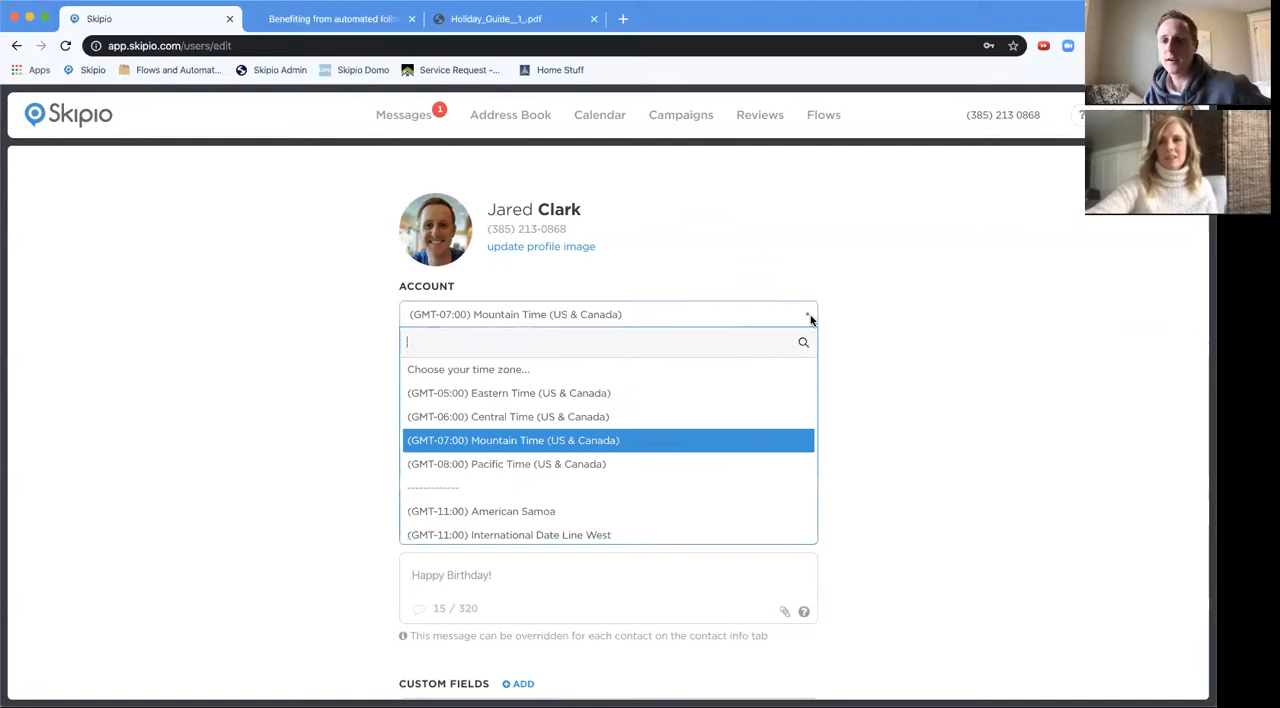 Skipio
Benefiting from automated follo
Holiday_Guide__1_.pdf
app.skipio.com/users/edit
Apps
Skipio
Flows and Automat...
Skipio Admin
Skipio Domo
Service Request -...
Home Stuff
Skipio
Messages 1
Address Book
Calendar
Campaigns
Reviews
Flows
(385) 213 0868
?
Jared Clark
(385) 213-0868
update profile image
ACCOUNT
(GMT-07:00) Mountain Time (US & Canada)
Choose your time zone...
(GMT-05:00) Eastern Time (US & Canada)
(GMT-06:00) Central Time (US & Canada)
(GMT-07:00) Mountain Time (US & Canada)
(GMT-08:00) Pacific Time (US & Canada)
-------------
(GMT-11:00) American Samoa
(GMT-11:00) International Date Line West
Happy Birthday!
15 / 320
This message can be overridden for each contact on the contact info tab
CUSTOM FIELDS
ADD